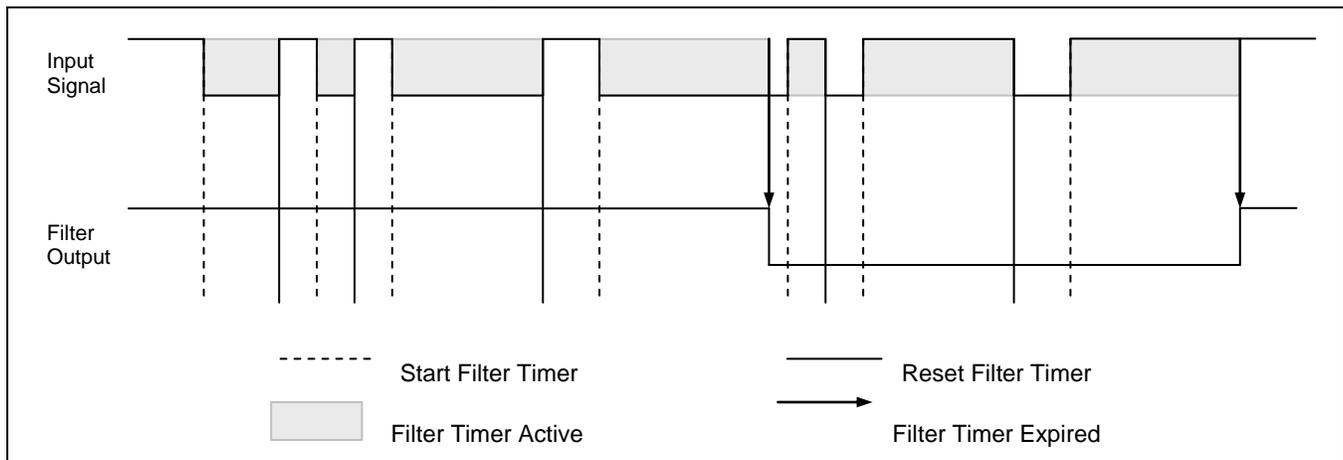 Input
Signal
Filter
Output
Start Filter Timer
Reset Filter Timer
Filter Timer Active
Filter Timer Expired